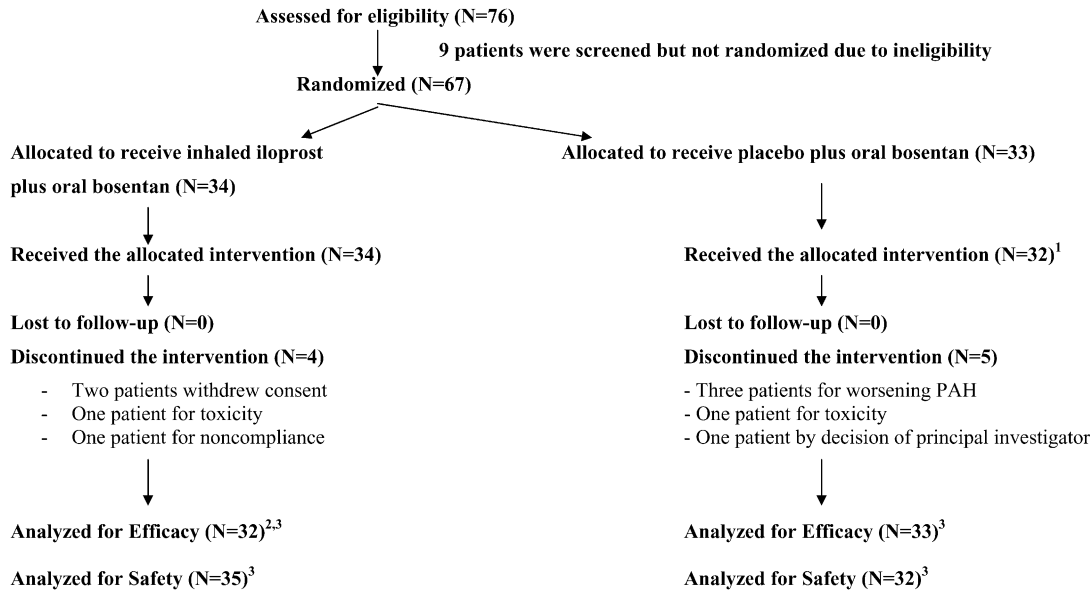 Assessed for eligibility (N=76)
9 patients were screened but not randomized due to ineligibility
Randomized (N=67)
Allocated to receive inhaled iloprost
plus oral bosentan (N=34)
Received the allocated intervention (N=34)
Lost to follow-up (N=0)
Discontinued the intervention (N=4)
- Two patients withdrew consent
- One patient for toxicity
- One patient for noncompliance
Analyzed for Efficacy (N=32)2,3
Analyzed for Safety (N=35)3
Allocated to receive placebo plus oral bosentan (N=33)
Received the allocated intervention (N=32)1
Lost to follow-up (N=0)
Discontinued the intervention (N=5)
- Three patients for worsening PAH
- One patient for toxicity
- One patient by decision of principal investigator
Analyzed for Efficacy (N=33)3
Analyzed for Safety (N=32)3